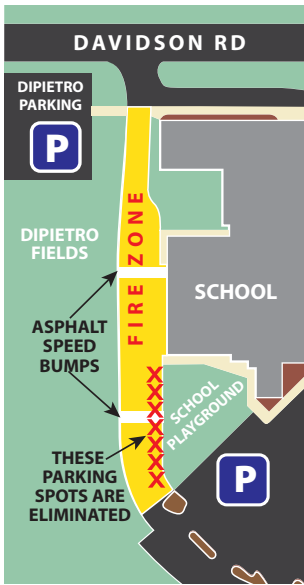 DAVIDSON RD
DIPIETRO
PARKING
P
FIRE ZONE
DIPIETRO
FIELDS
SCHOOL
ASPHALT
SPEED
BUMPS
XXXXXXXX
SCHOOL
PLAYGROUND
THESE
PARKING
SPOTS ARE
ELIMINATED
P